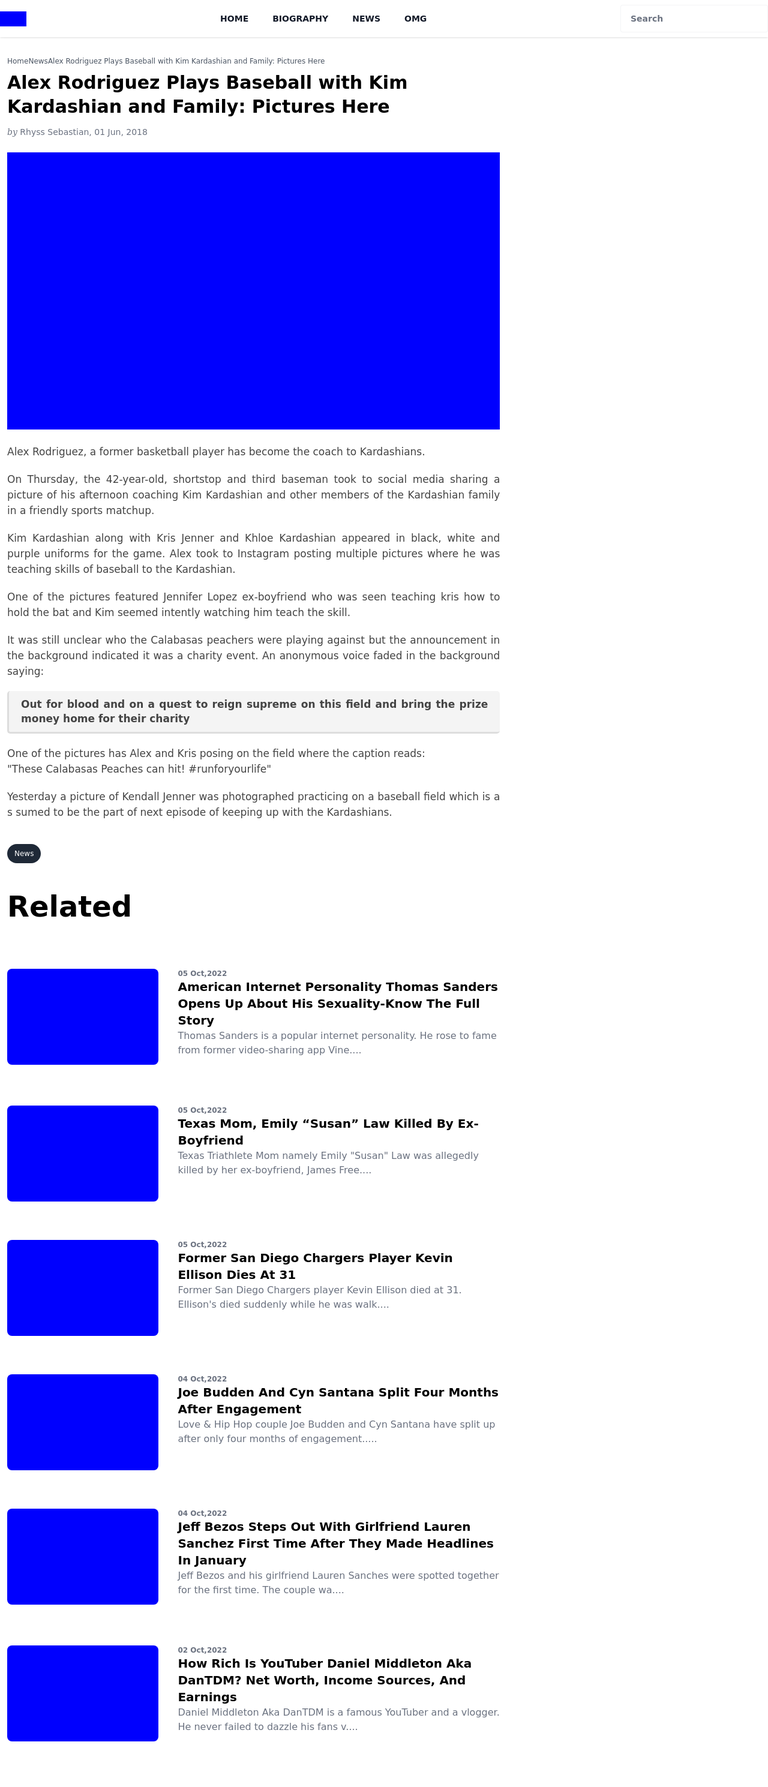 HOME BIOGRAPHY NEWS OMG Search
HomeNewsAlex Rodriguez Plays Baseball with Kim Kardashian and Family: Pictures Here
Alex Rodriguez Plays Baseball with Kim
Kardashian and Family: Pictures Here
by Rhyss Sebastian, 01 Jun, 2018
Alex Rodriguez, a former basketball player has become the coach to Kardashians.
On Thursday, the 42-year-old, shortstop and third baseman took to social media sharing a
picture of his afternoon coaching Kim Kardashian and other members of the Kardashian family
in a friendly sports matchup.
Kim Kardashian along with Kris Jenner and Khloe Kardashian appeared in black, white and
purple uniforms for the game. Alex took to Instagram posting multiple pictures where he was
teaching skills of baseball to the Kardashian.
One of the pictures featured Jennifer Lopez ex-boyfriend who was seen teaching kris how to
hold the bat and Kim seemed intently watching him teach the skill.
It was still unclear who the Calabasas peachers were playing against but the announcement in
the background indicated it was a charity event. An anonymous voice faded in the background
saying:
Out for blood and on a quest to reign supreme on this field and bring the prize
money home for their charity
One of the pictures has Alex and Kris posing on the field where the caption reads:
"These Calabasas Peaches can hit! #runforyourlife"
Yesterday a picture of Kendall Jenner was photographed practicing on a baseball field which is a
s sumed to be the part of next episode of keeping up with the Kardashians.
News
Related
05 Oct,2022
American Internet Personality Thomas Sanders
Opens Up About His Sexuality-Know The Full
Story
Thomas Sanders is a popular internet personality. He rose to fame
from former video-sharing app Vine....
05 Oct,2022
Texas Mom, Emily “Susan” Law Killed By Ex-
Boyfriend
Texas Triathlete Mom namely Emily "Susan" Law was allegedly
killed by her ex-boyfriend, James Free....
05 Oct,2022
Former San Diego Chargers Player Kevin
Ellison Dies At 31
Former San Diego Chargers player Kevin Ellison died at 31.
Ellison's died suddenly while he was walk....
04 Oct,2022
Joe Budden And Cyn Santana Split Four Months
After Engagement
Love & Hip Hop couple Joe Budden and Cyn Santana have split up
after only four months of engagement.....
04 Oct,2022
Jeff Bezos Steps Out With Girlfriend Lauren
Sanchez First Time After They Made Headlines
In January
Jeff Bezos and his girlfriend Lauren Sanches were spotted together
for the first time. The couple wa....
02 Oct,2022
How Rich Is YouTuber Daniel Middleton Aka
DanTDM? Net Worth, Income Sources, And
Earnings
Daniel Middleton Aka DanTDM is a famous YouTuber and a vlogger.
He never failed to dazzle his fans v....